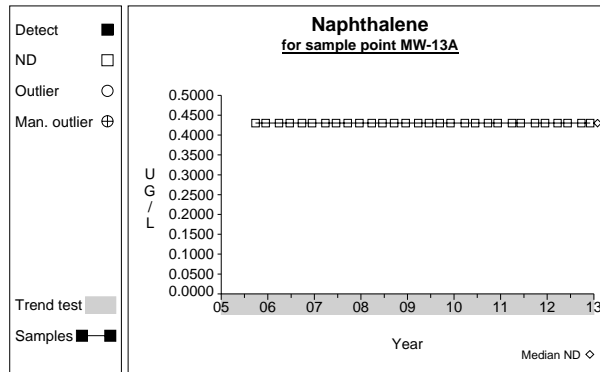 Detect
ND
Outlier
Man. outlier
Trend test
Samples
Naphthalene
for sample point MW-13A
U
G
/
L
0.5000
0.4500
0.4000
0.3500
0.3000
0.2500
0.2000
0.1500
0.1000
0.0500
0.0000
05 06 07 08 09 10 11 12 13
Year
Median ND